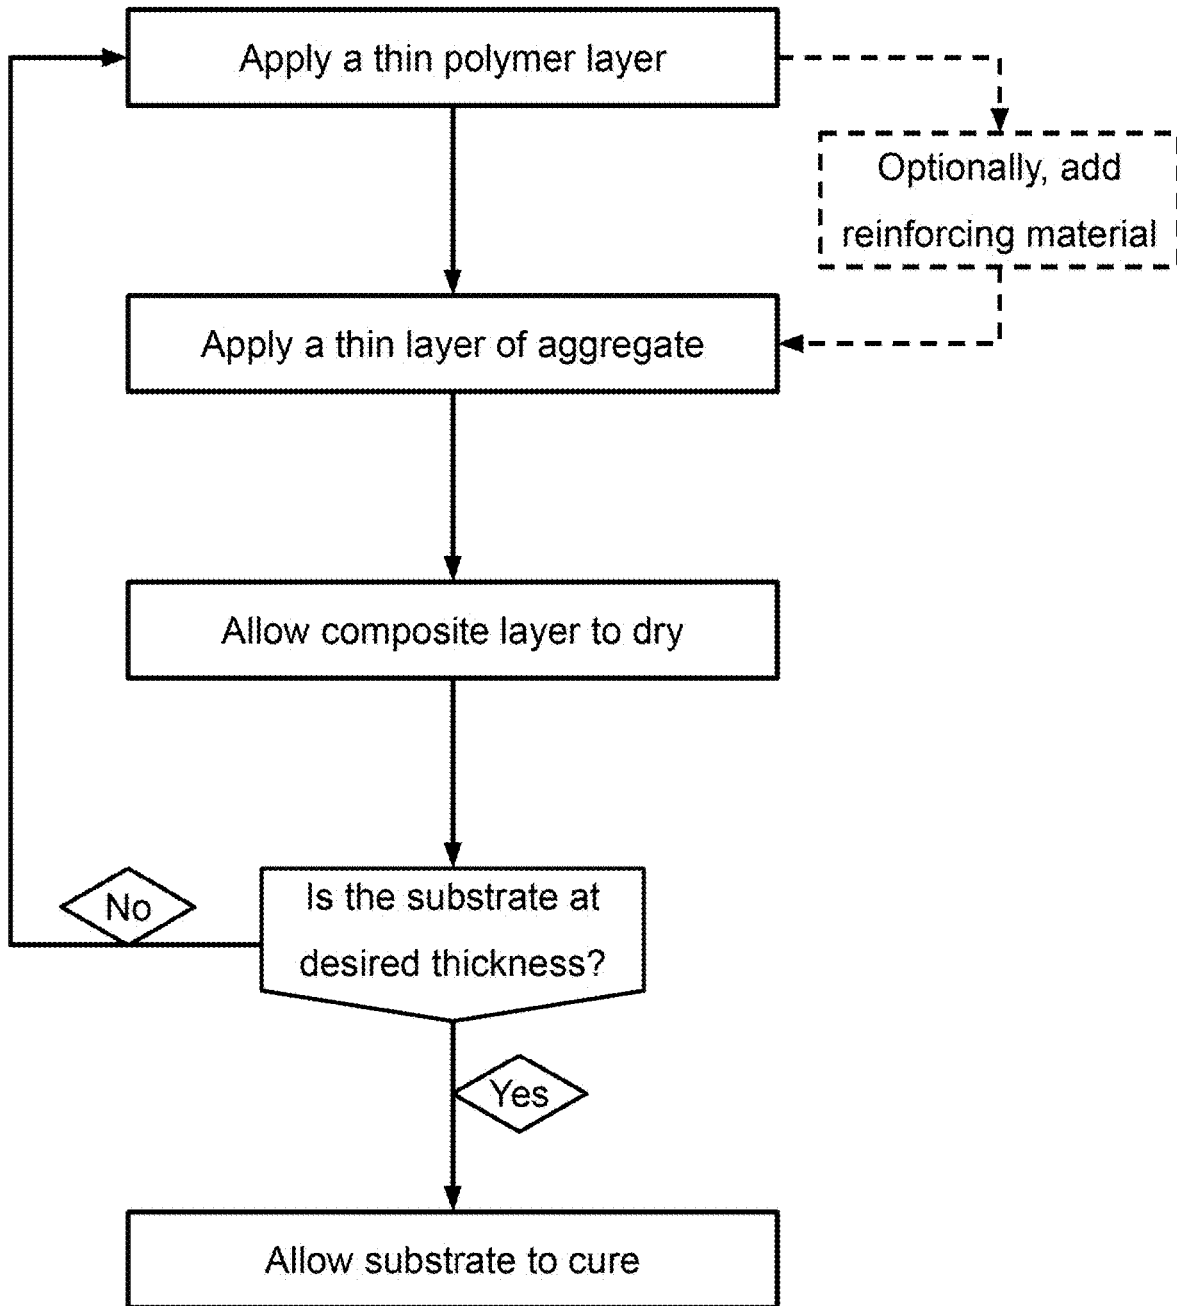 Apply a thin polymer layer
Optionally, add
reinforcing material
Apply a thin layer of aggregate
Allow composite layer to dry
Is the substrate at
desired thickness?
No
Yes
Allow substrate to cure